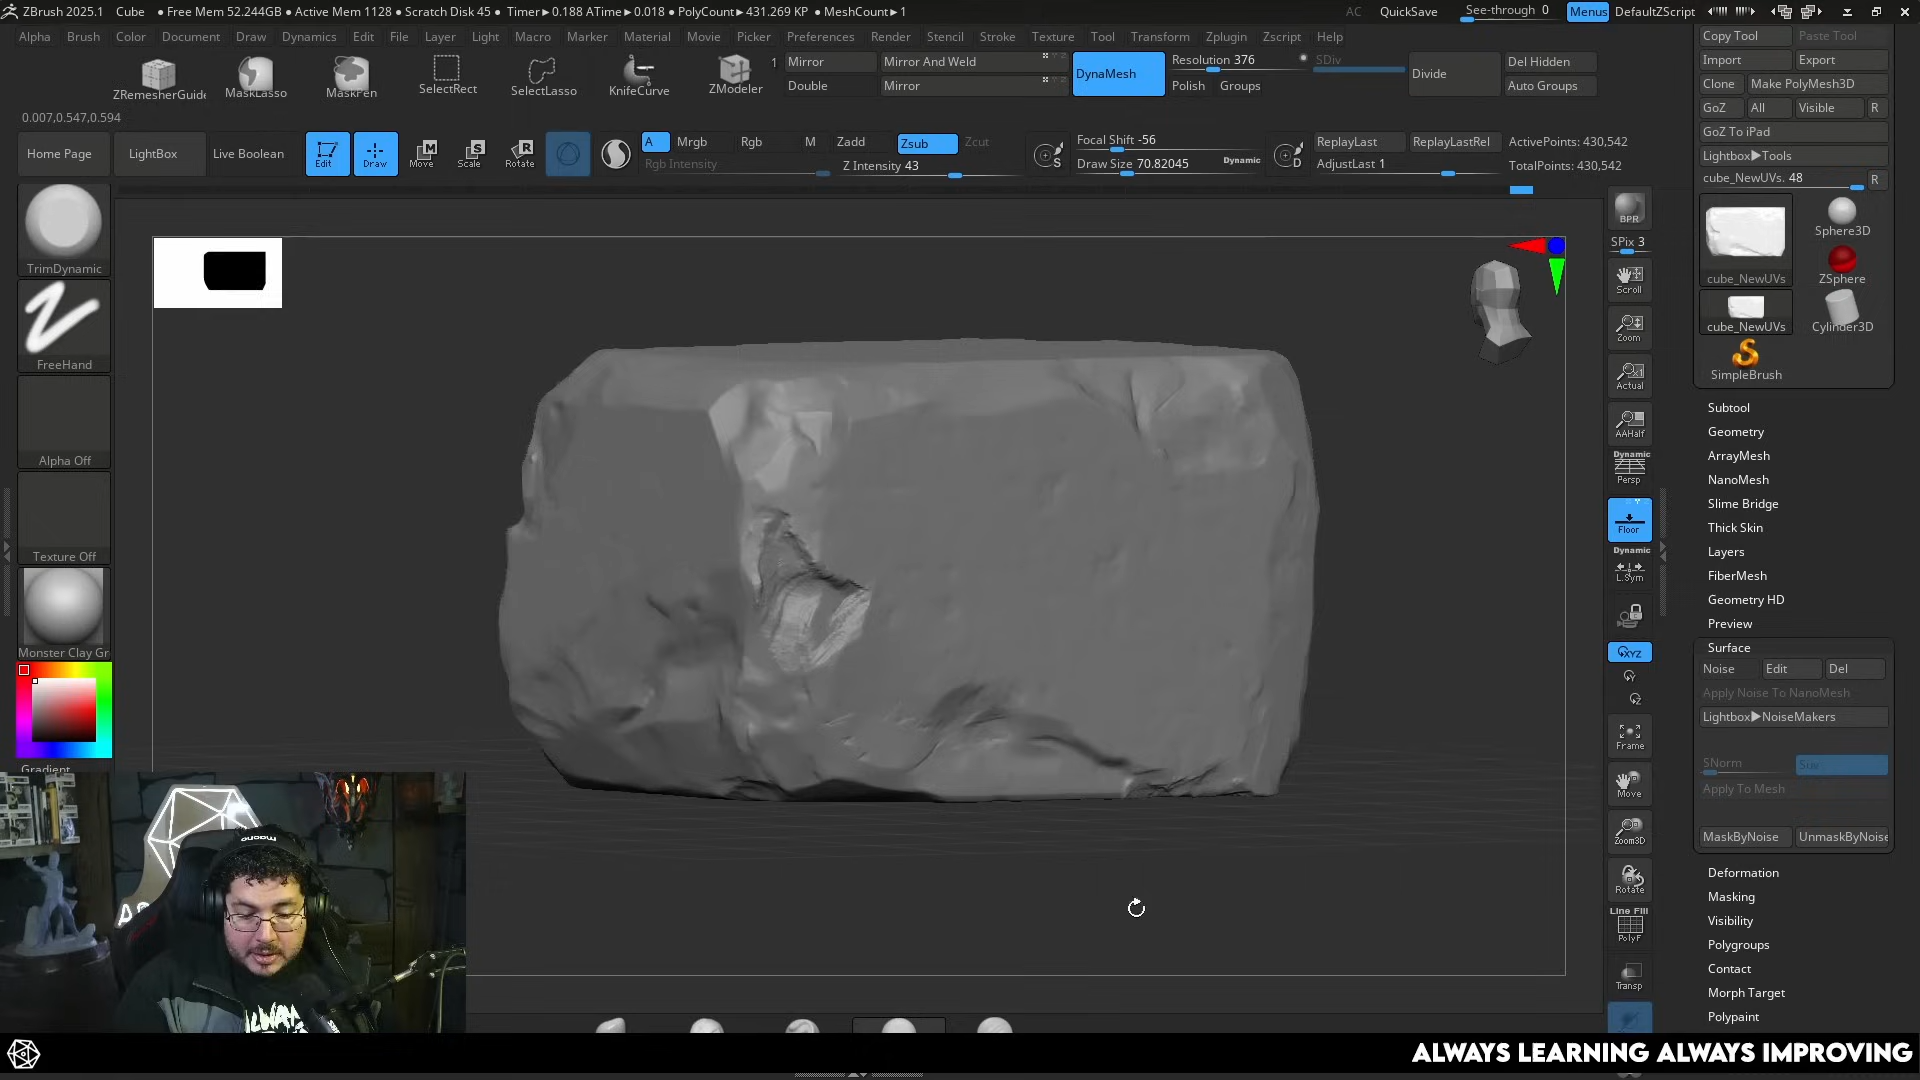 ZBrush 2025.1 Cube • Free Mem 52.244GB • Active Mem 1128 • Scratch Disk 45 • Timer▸0.188 ATime▸0.018 • PolyCount▸431.269 KP • MeshCount▸1 AC QuickSave See-through 0 Menus DefaultZScript
Alpha Brush Color Document Draw Dynamics Edit File Layer Light Macro Marker Material Movie Picker Preferences Render Stencil Stroke Texture Tool Transform Zplugin Zscript Help
Copy Tool Paste Tool
Import Export
Clone Make PolyMesh3D
GoZ All Visible R
GoZ To iPad
Lightbox▶Tools
cube_NewUVs. 48 R
ZRemesherGuide MaskLasso MaskPen SelectRect SelectLasso KnifeCurve ZModeler
1 Mirror Mirror And Weld DynaMesh Resolution 376 SDiv Divide Del Hidden
Double Mirror Polish Groups Auto Groups
0.007,0.547,0.594
Home Page LightBox Live Boolean Edit Draw Move Scale Rotate
A Mrgb Rgb M Zadd Zsub Zcut
Rgb Intensity Z Intensity 43
Focal Shift -56
Draw Size 70.82045 Dynamic
S D
ReplayLast ReplayLastRel ActivePoints: 430,542
AdjustLast 1 TotalPoints: 430,542
TrimDynamic
FreeHand
Alpha Off
Texture Off
Monster Clay Gr
Gradient
BPR
SPix 3
Scroll
Zoom
Actual
AAHalf
Dynamic
Persp
Floor
Dynamic
L.Sym
XYZ
Frame
Move
Zoom3D
Rotate
Line Fill
PolyF
Transp
cube_NewUVs Sphere3D
ZSphere
cube_NewUVs Cylinder3D
SimpleBrush
Subtool
Geometry
ArrayMesh
NanoMesh
Slime Bridge
Thick Skin
Layers
FiberMesh
Geometry HD
Preview
Surface
Noise Edit Del
Apply Noise To NanoMesh
Lightbox▶NoiseMakers
SNorm
Apply To Mesh
MaskByNoise UnmaskByNoise
Deformation
Masking
Visibility
Polygroups
Contact
Morph Target
Polypaint
maono
ALWAYS LEARNING ALWAYS IMPROVING